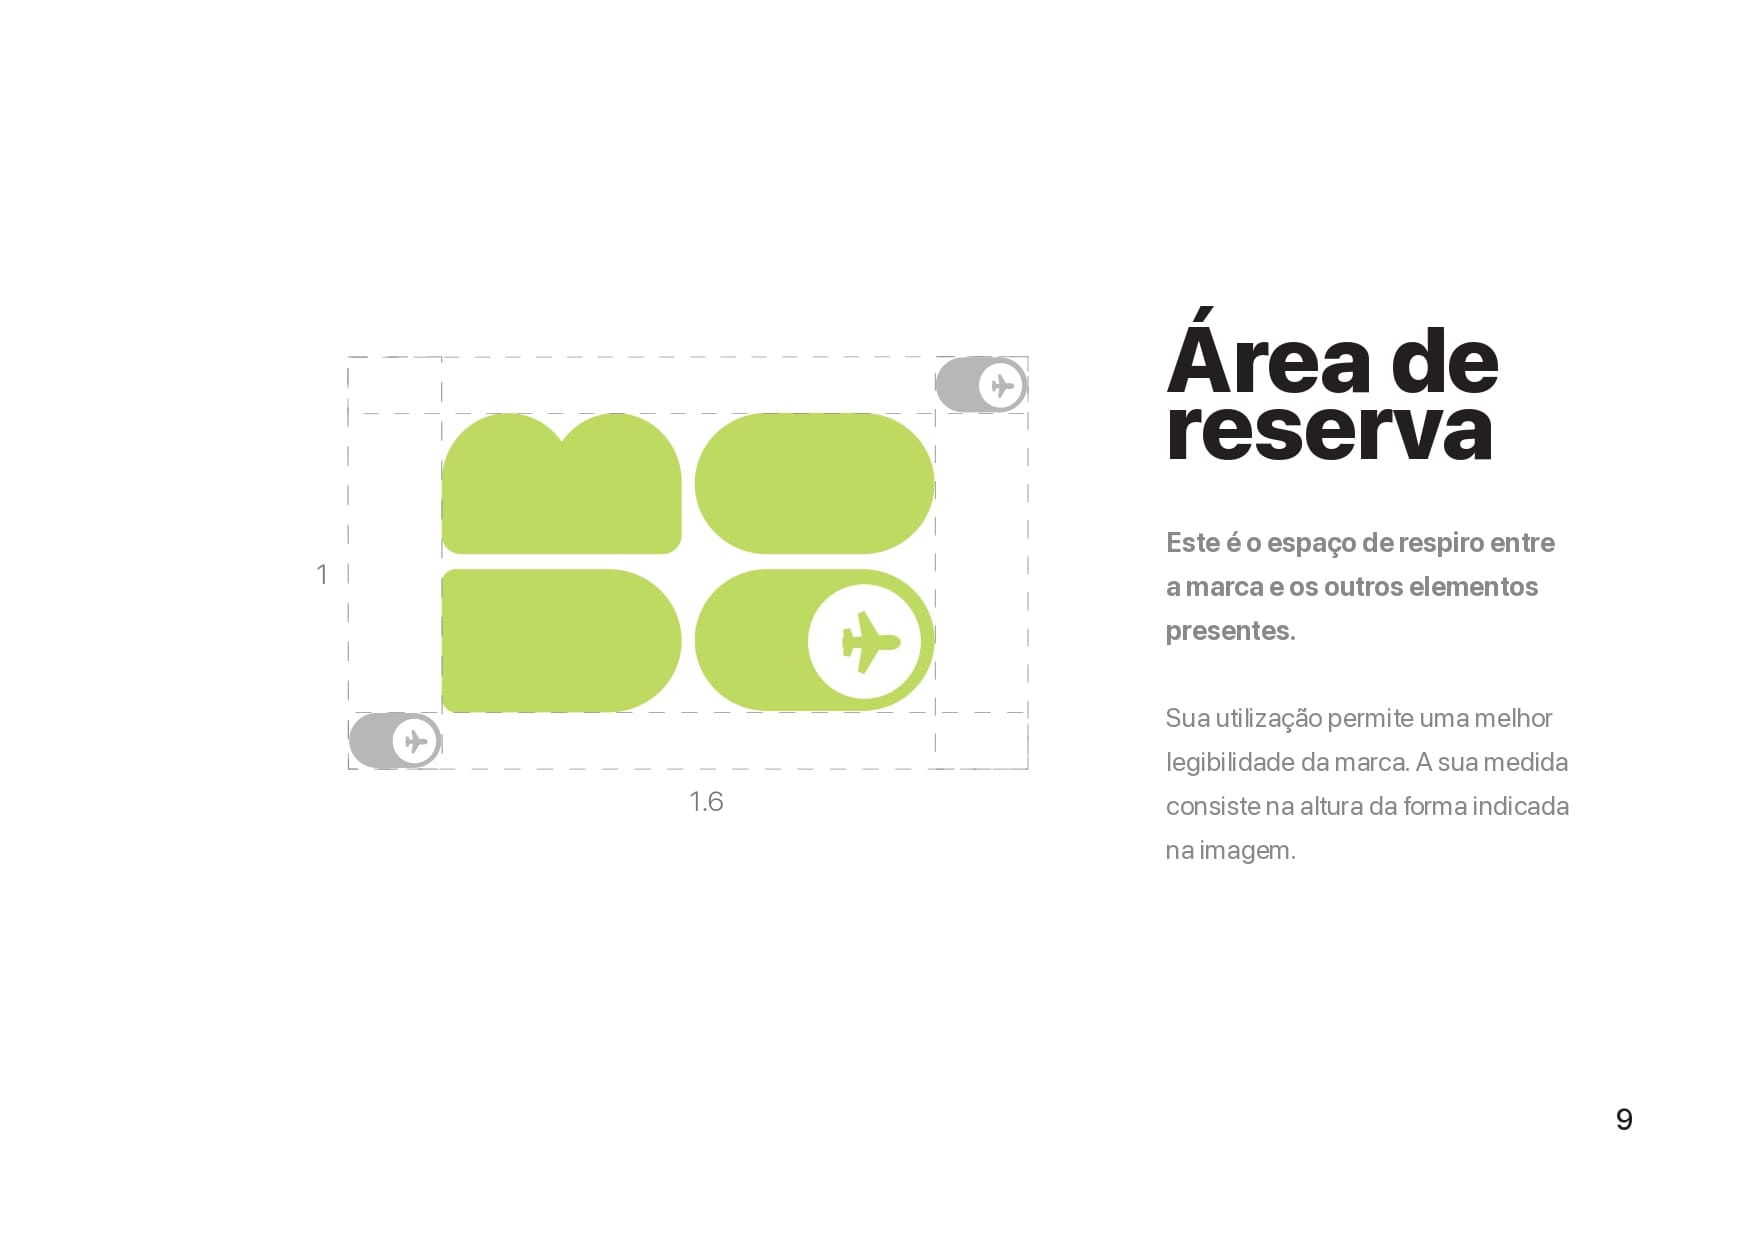 Área de
reserva
Este é o espaço de respiro entre
a marca e os outros elementos
presentes.
Sua utilização permite uma melhor
legibilidade da marca. A sua medida
consiste na altura da forma indicada
na imagem.
1
1.6
9